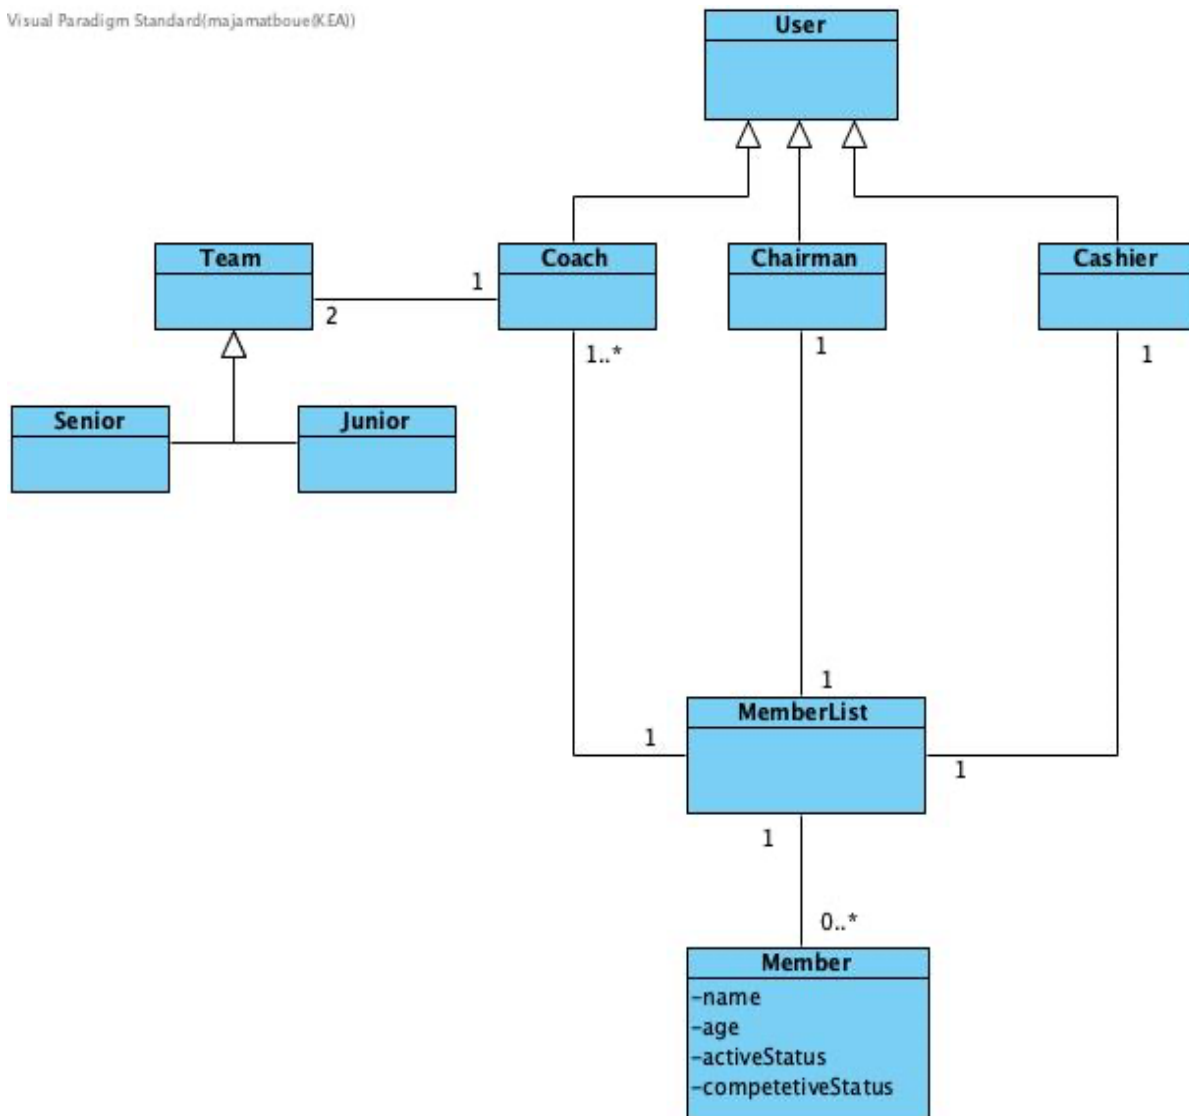 Visual Paradigm Standard(majamatboue(KEA))
User
Team
Coach
Chairman
Cashier
1
2
1..*
1
1
Senior
Junior
1
MemberList
1
1
1
0..*
Member
-name
-age
-activeStatus
-competetiveStatus